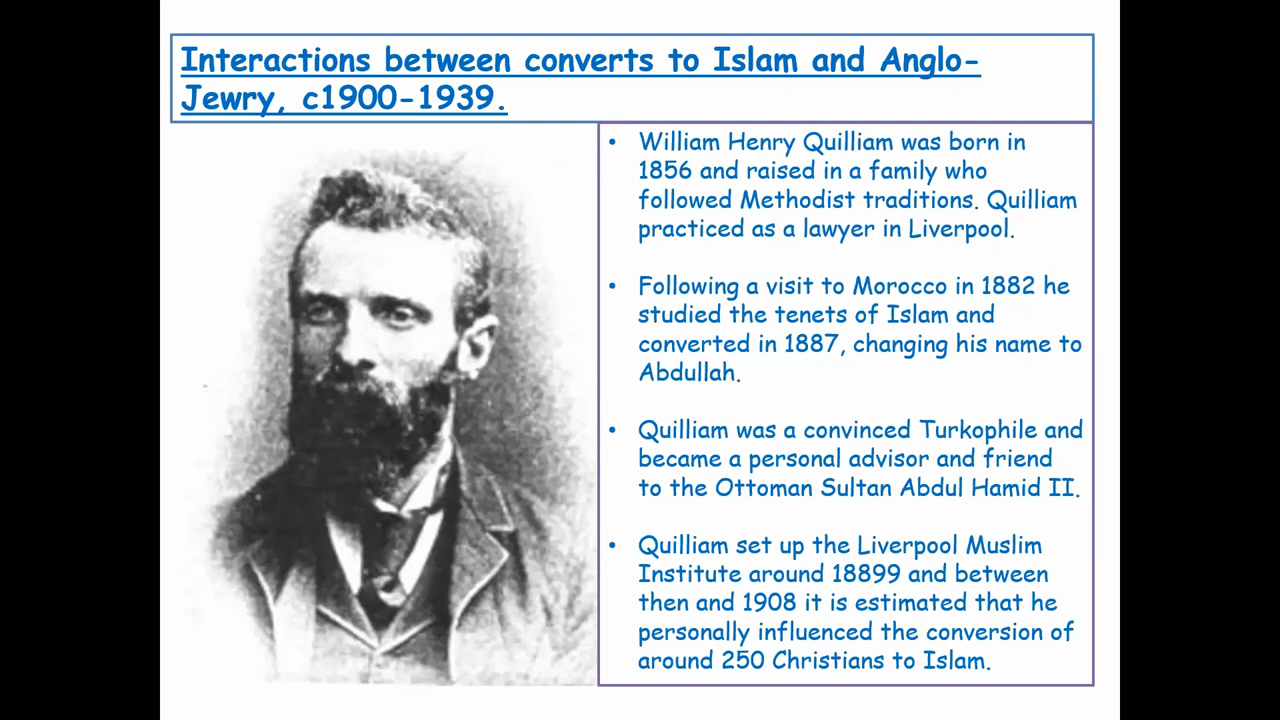 Interactions between converts to Islam and Anglo-
Jewry, c1900-1939.
• William Henry Quilliam was born in
1856 and raised in a family who
followed Methodist traditions. Quilliam
practiced as a lawyer in Liverpool.
• Following a visit to Morocco in 1882 he
studied the tenets of Islam and
converted in 1887, changing his name to
Abdullah.
• Quilliam was a convinced Turkophile and
became a personal advisor and friend
to the Ottoman Sultan Abdul Hamid II.
• Quilliam set up the Liverpool Muslim
Institute around 18899 and between
then and 1908 it is estimated that he
personally influenced the conversion of
around 250 Christians to Islam.